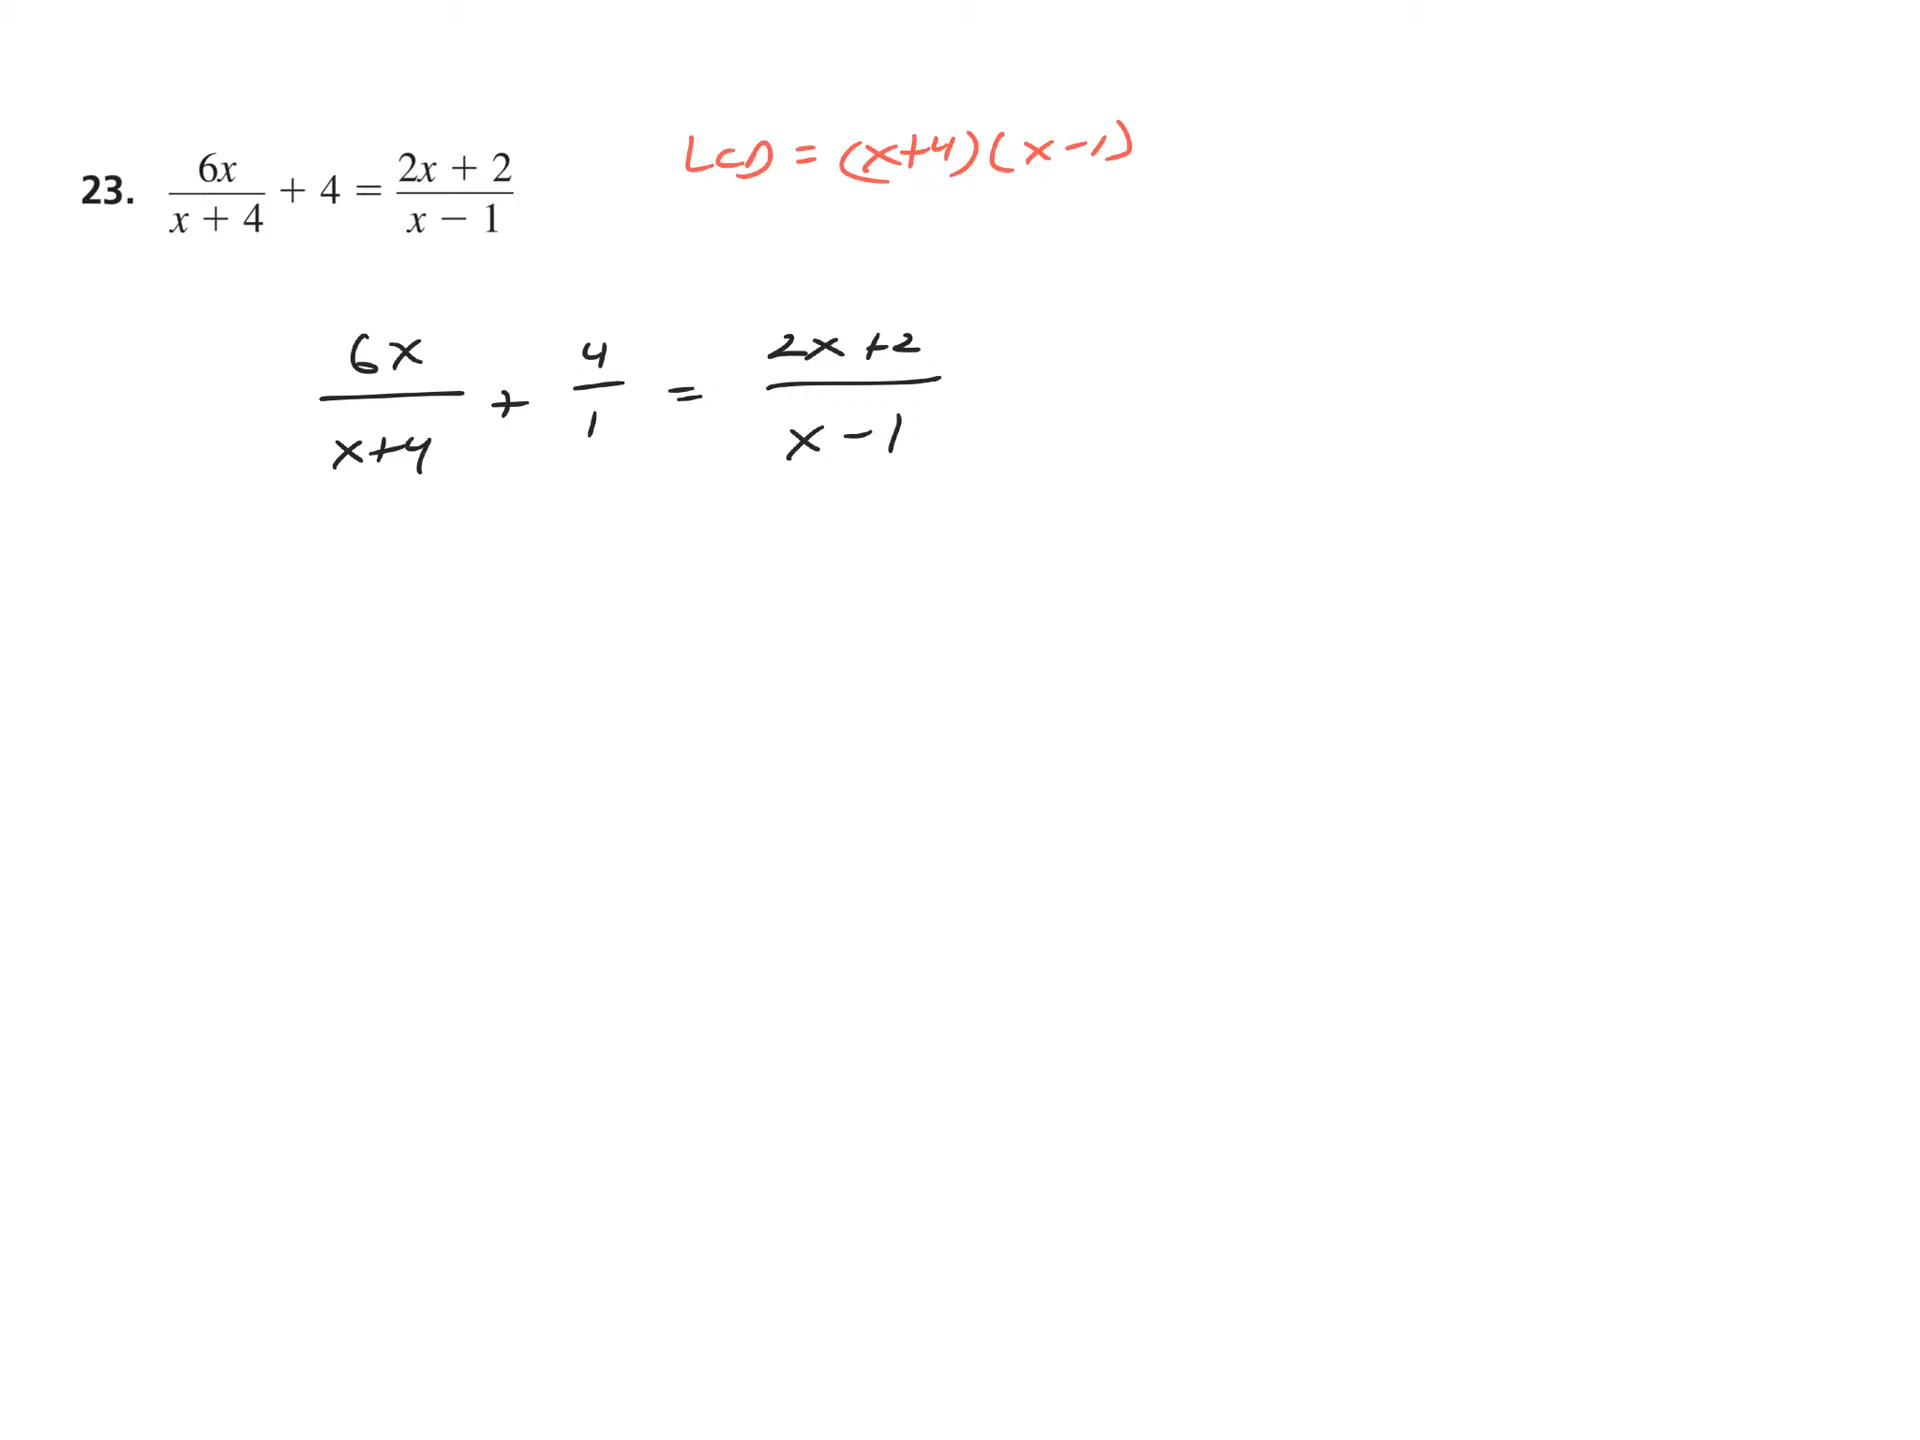 23. 6x/(x + 4) + 4 = (2x + 2)/(x − 1)
LCD = (x+4)(x-1)
6x/(x+4) + 4/1 = (2x+2)/(x-1)